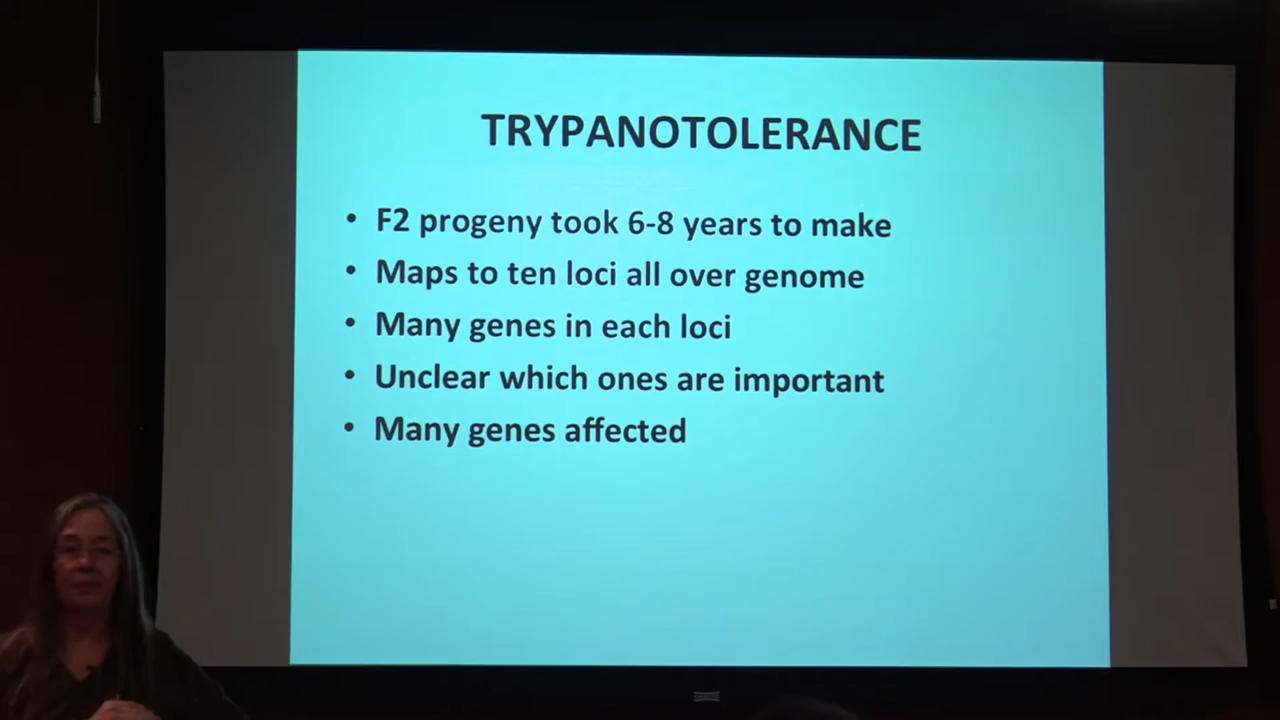 TRYPANOTOLERANCE
• F2 progeny took 6-8 years to make
• Maps to ten loci all over genome
• Many genes in each loci
• Unclear which ones are important
• Many genes affected